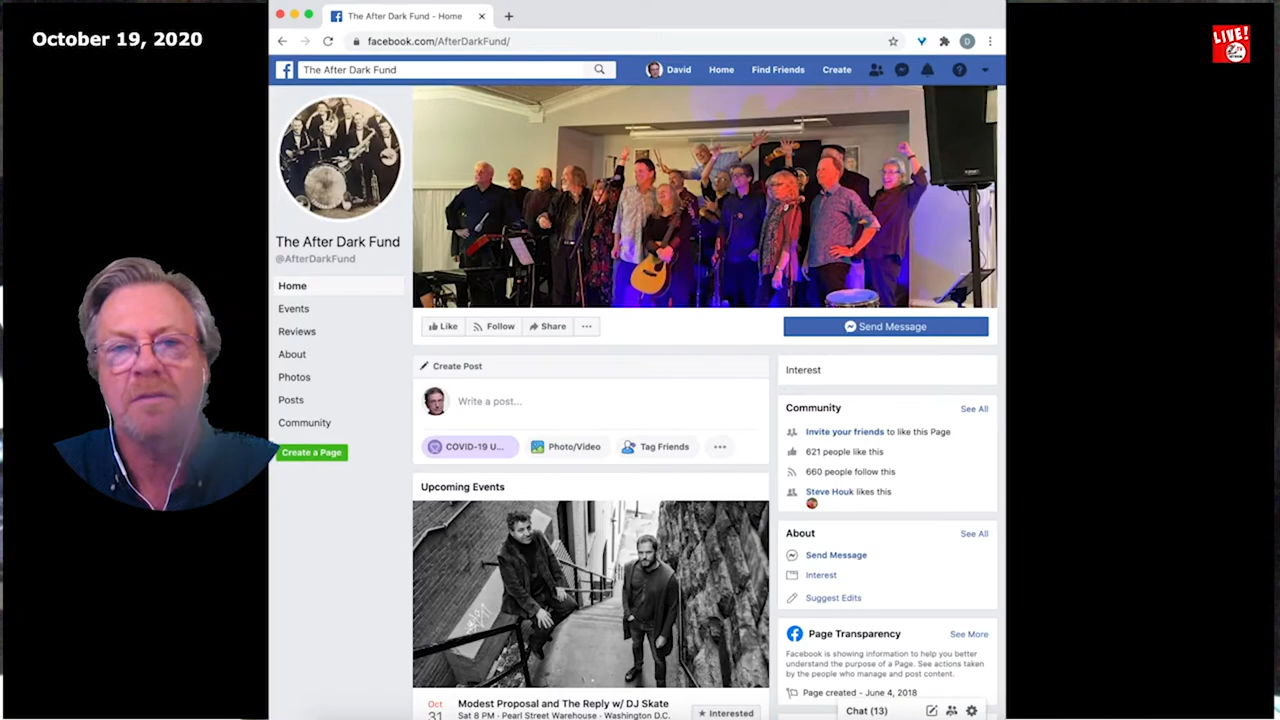 October 19, 2020
LIVE!
The After Dark Fund - Home
facebook.com/AfterDarkFund/
D
The After Dark Fund
David
Home
Find Friends
Create
The After Dark Fund
@AfterDarkFund
Home
Events
Reviews
About
Photos
Posts
Community
Create a Page
Like
Follow
Share
Send Message
Create Post
Write a post...
COVID-19 U...
Photo/Video
Tag Friends
Upcoming Events
Oct
31
Modest Proposal and The Reply w/ DJ Skate
Sat 8 PM · Pearl Street Warehouse · Washington D.C.
Interested
Interest
Community
See All
Invite your friends to like this Page
621 people like this
660 people follow this
Steve Houk likes this
About
See All
Send Message
Interest
Suggest Edits
Page Transparency
See More
Facebook is showing information to help you better
understand the purpose of a Page. See actions taken
by the people who manage and post content.
Page created - June 4, 2018
Chat (13)